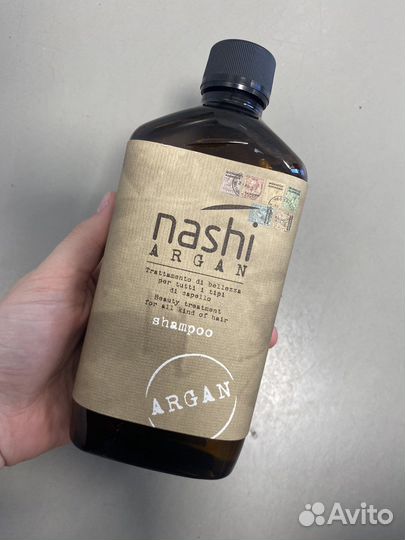 nashi
ARGAN
Trattamento di bellezza
per tutti i tipi
di capello
Beauty treatment
for all kind of hair
shampoo
ARGAN
Avito